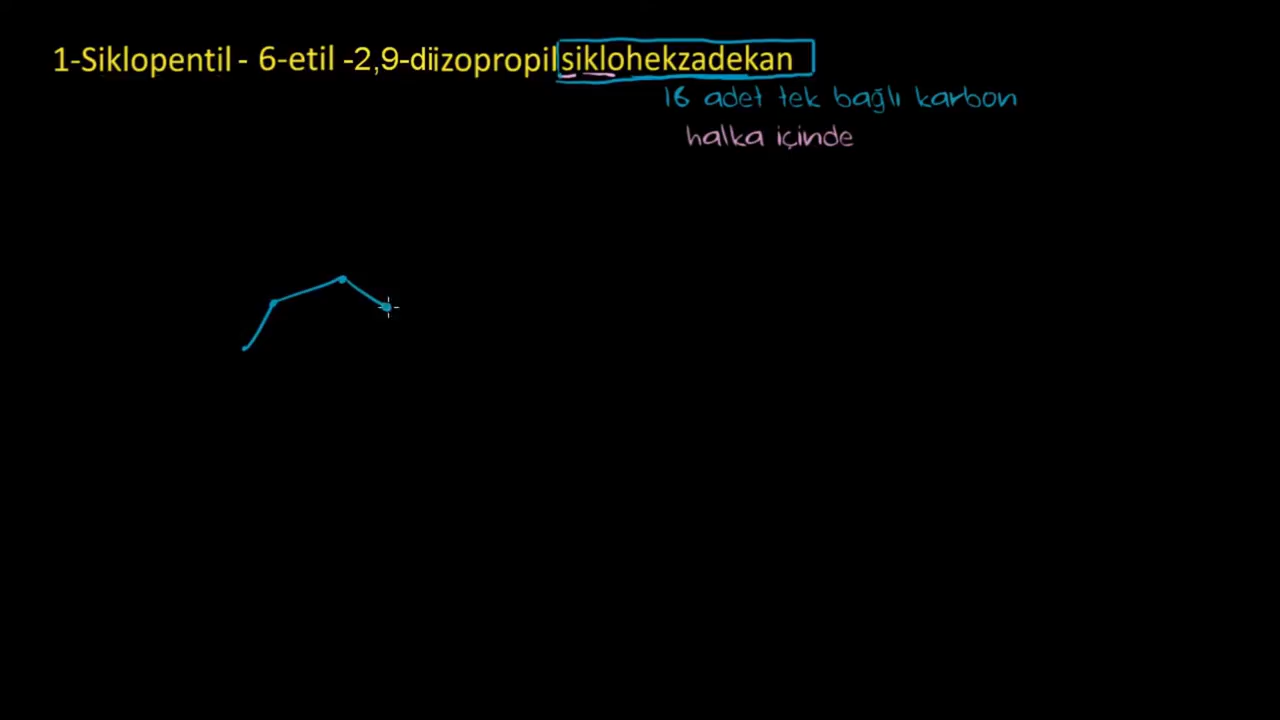 1-Siklopentil - 6-etil -2,9-diizopropilsiklohekzadekan
16 adet tek bağlı karbon
halka içinde